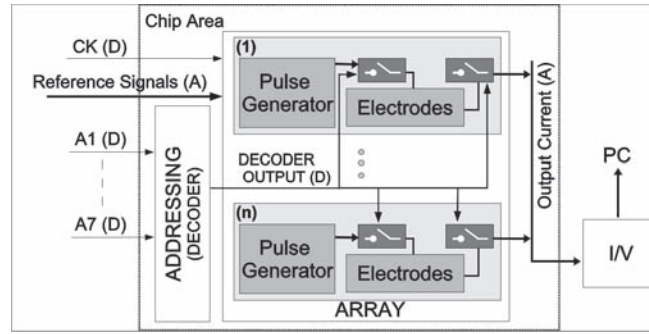 Chip Area
CK (D)
Reference Signals (A)
A1 (D)
A7 (D)
ADDRESSING
(DECODER)
(1)
Pulse
Generator
Electrodes
DECODER
OUTPUT (D)
(n)
Pulse
Generator
Electrodes
ARRAY
Output Current (A)
PC
I/V